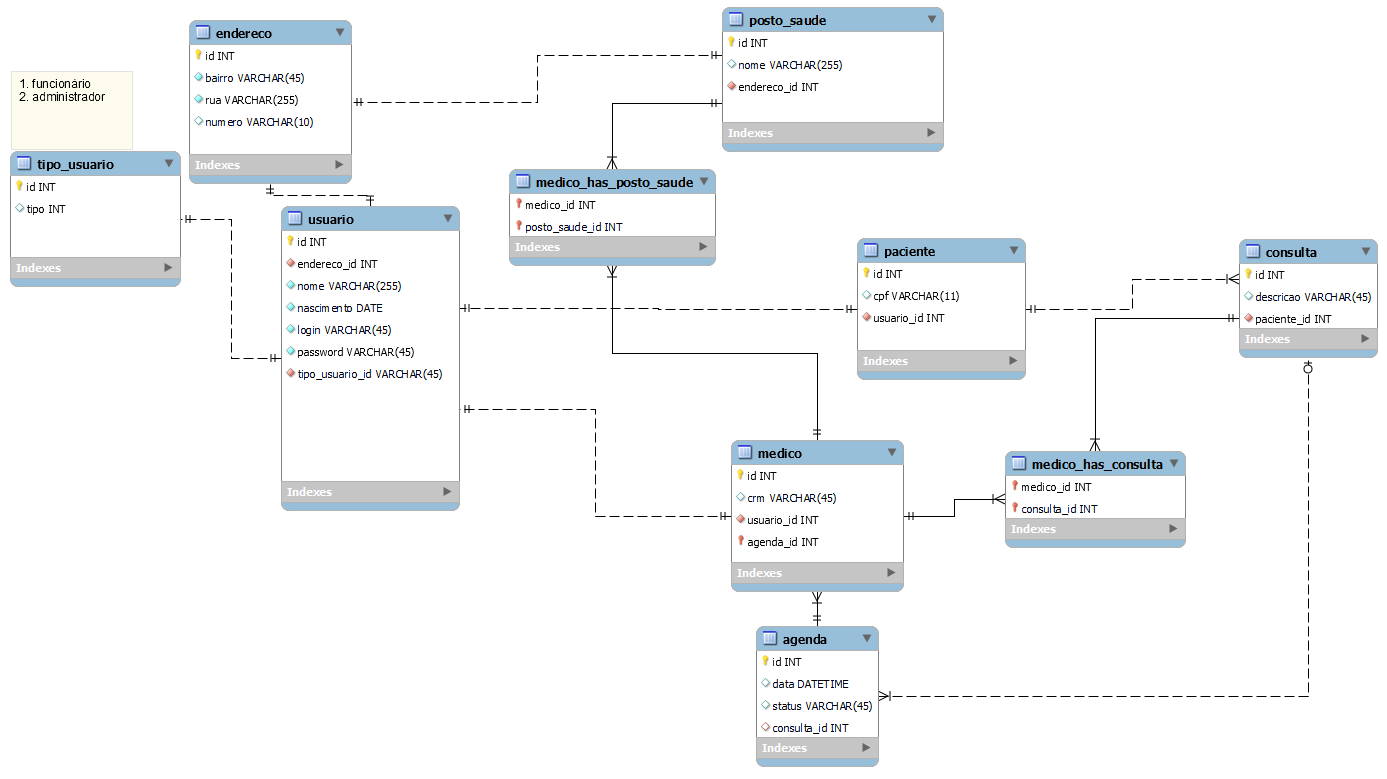 1. funcionário
2. administrador
tipo_usuario
id INT
tipo INT
Indexes
endereco
id INT
bairro VARCHAR(45)
rua VARCHAR(255)
numero VARCHAR(10)
Indexes
usuario
id INT
endereco_id INT
nome VARCHAR(255)
nascimento DATE
login VARCHAR(45)
password VARCHAR(45)
tipo_usuario_id VARCHAR(45)
Indexes
posto_saude
id INT
nome VARCHAR(255)
endereco_id INT
Indexes
medico_has_posto_saude
medico_id INT
posto_saude_id INT
Indexes
paciente
id INT
cpf VARCHAR(11)
usuario_id INT
Indexes
consulta
id INT
descricao VARCHAR(45)
paciente_id INT
Indexes
medico
id INT
crm VARCHAR(45)
usuario_id INT
agenda_id INT
Indexes
medico_has_consulta
medico_id INT
consulta_id INT
Indexes
agenda
id INT
data DATETIME
status VARCHAR(45)
consulta_id INT
Indexes